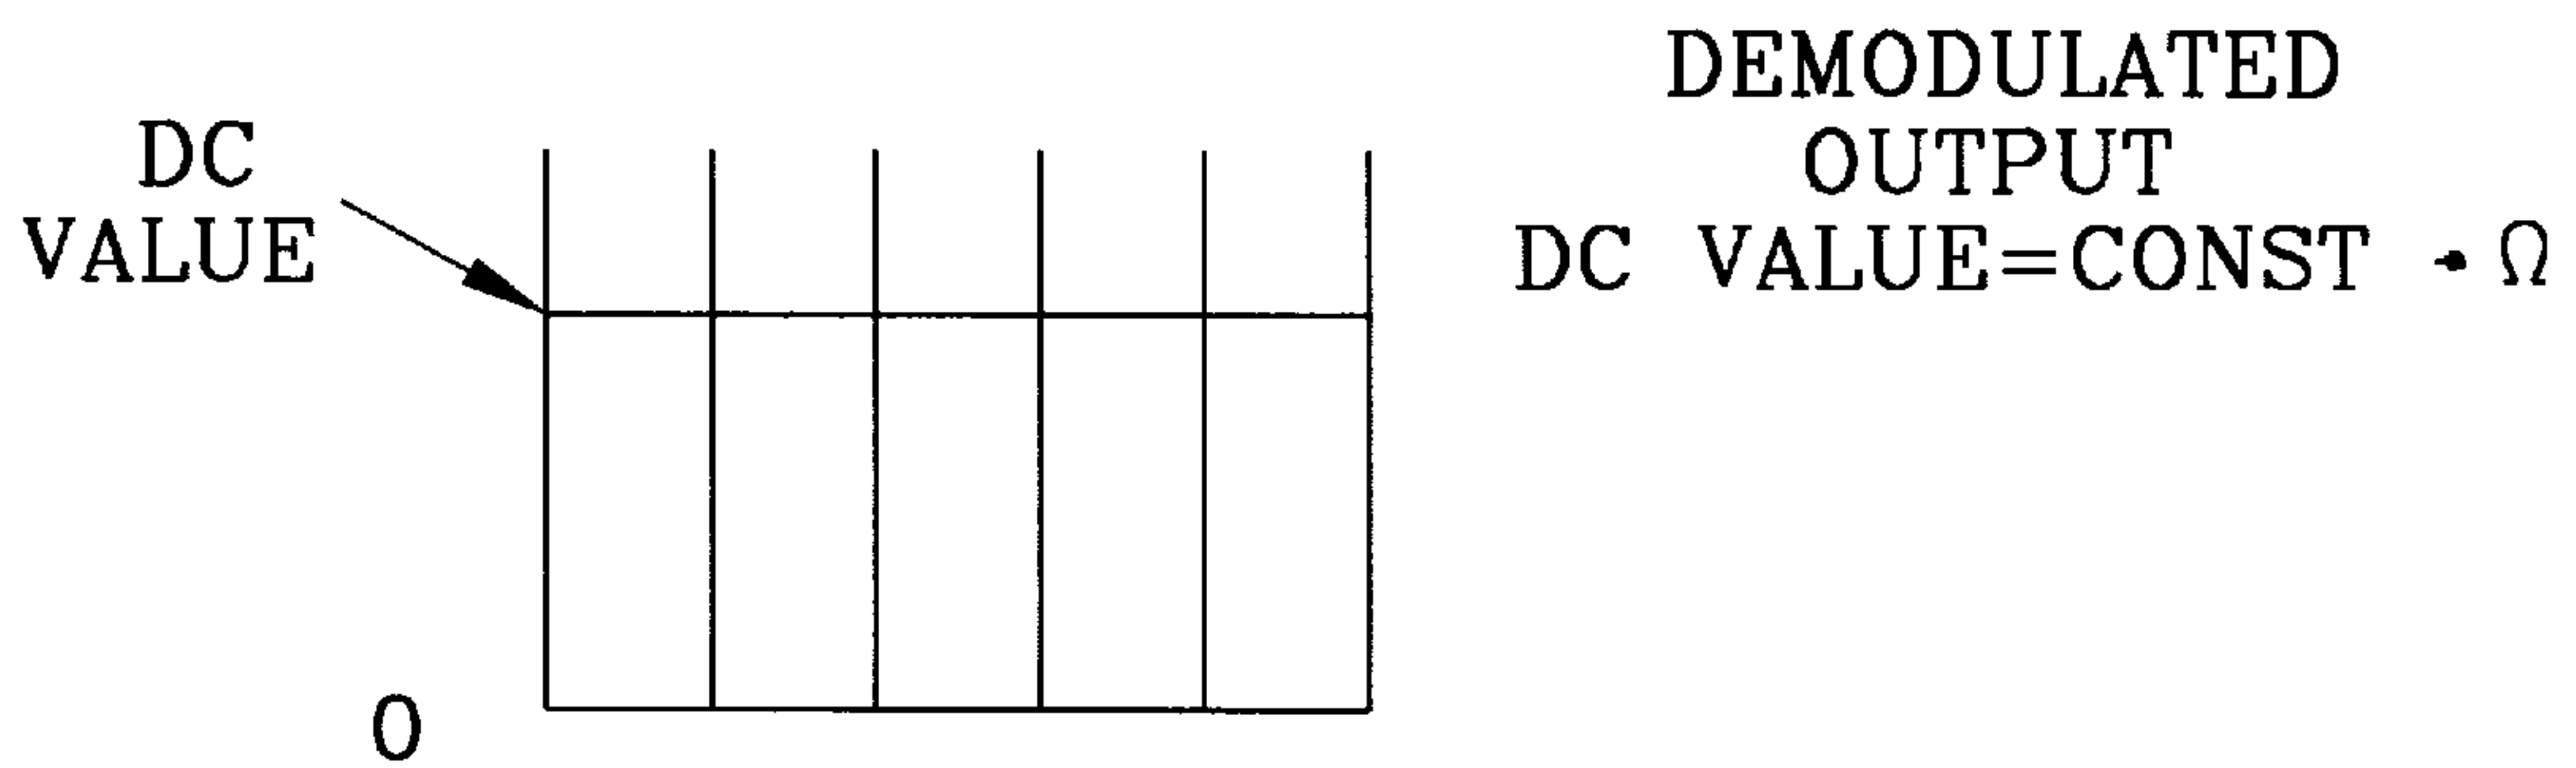 DC
VALUE
0
DEMODULATED
OUTPUT
DC VALUE=CONST · Ω